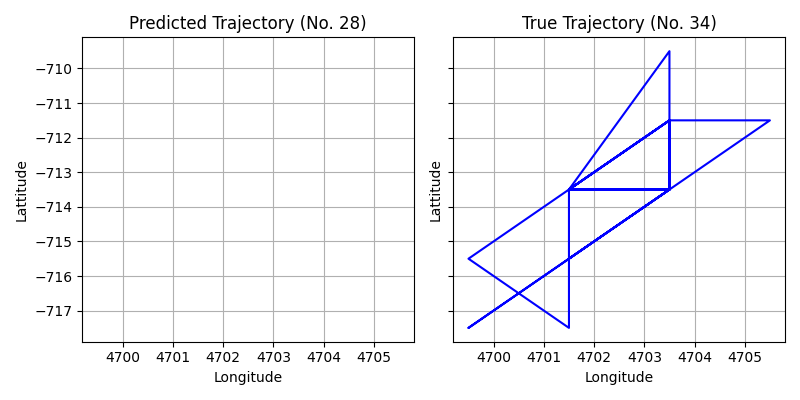 Predicted Trajectory (No. 28)
True Trajectory (No. 34)
Lattitude
−710
−711
−712
−713
−714
−715
−716
−717
4700 4701 4702 4703 4704 4705
Longitude
Lattitude
4700 4701 4702 4703 4704 4705
Longitude